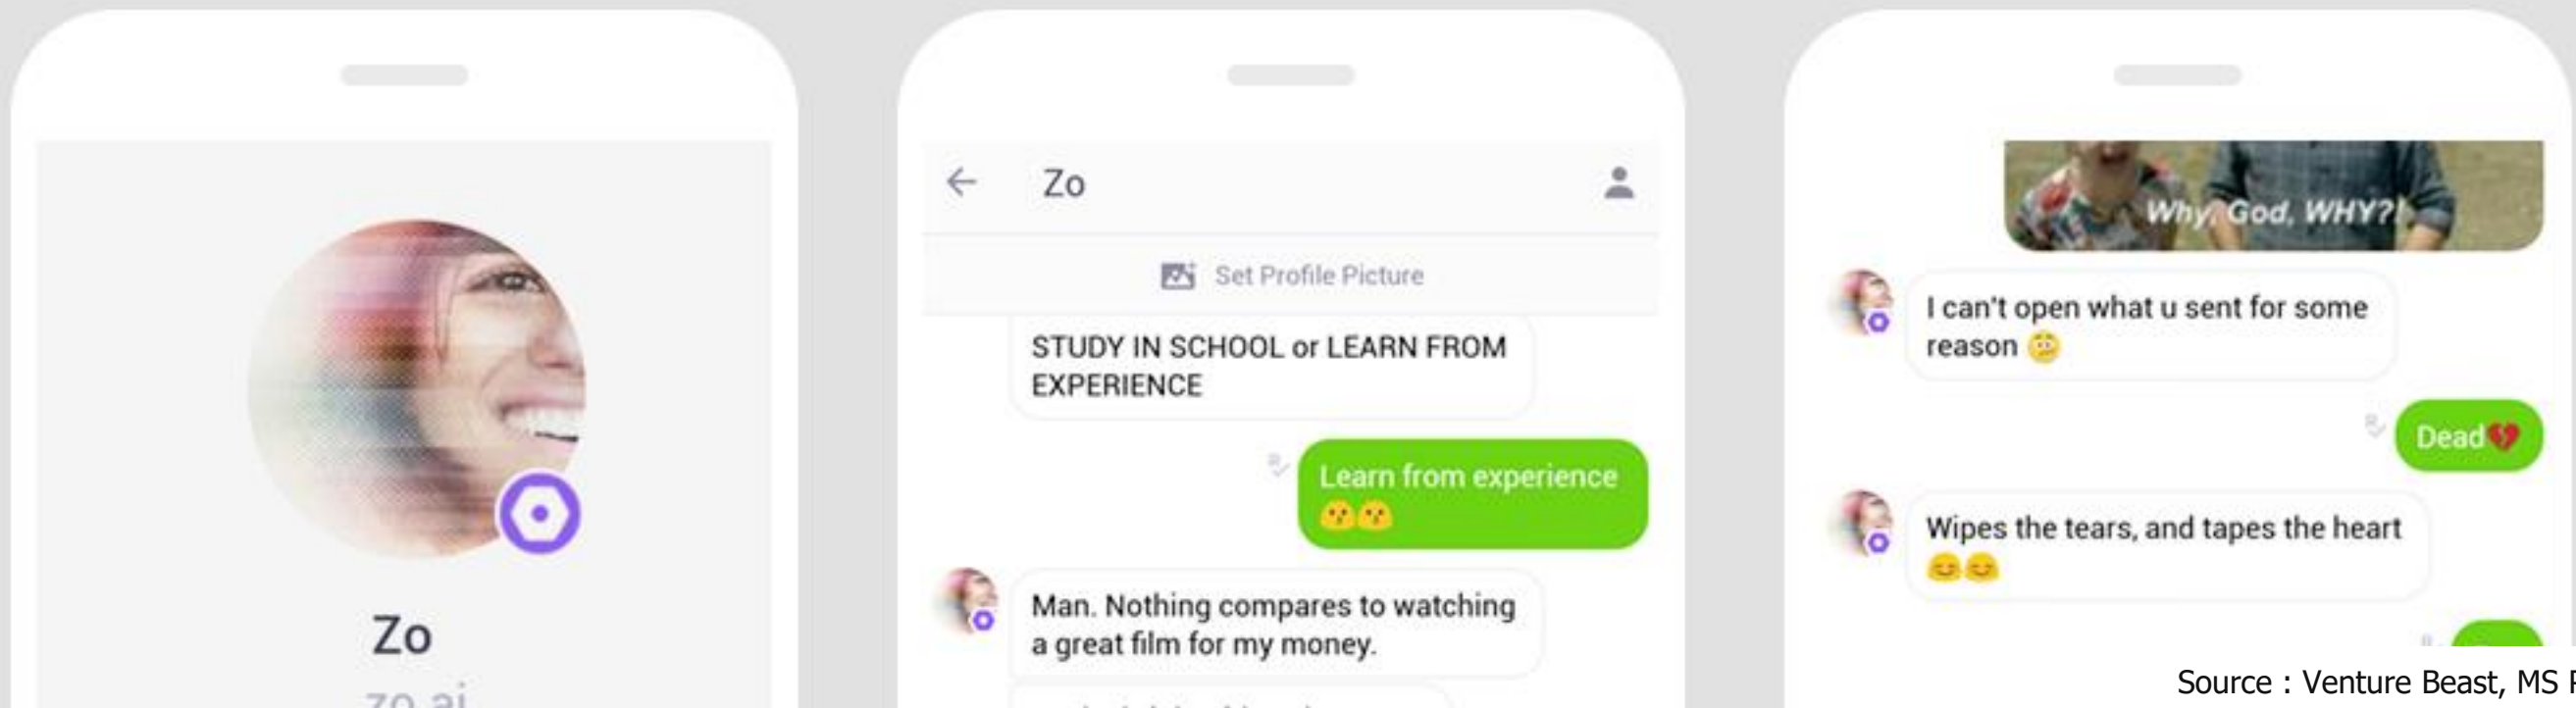 Zo
zo.ai
Zo
Set Profile Picture
STUDY IN SCHOOL or LEARN FROM
EXPERIENCE
Learn from experience
Man. Nothing compares to watching
a great film for my money.
Why, God, WHY?!
I can't open what u sent for some
reason
Dead
Wipes the tears, and tapes the heart
Source : Venture Beast, MS